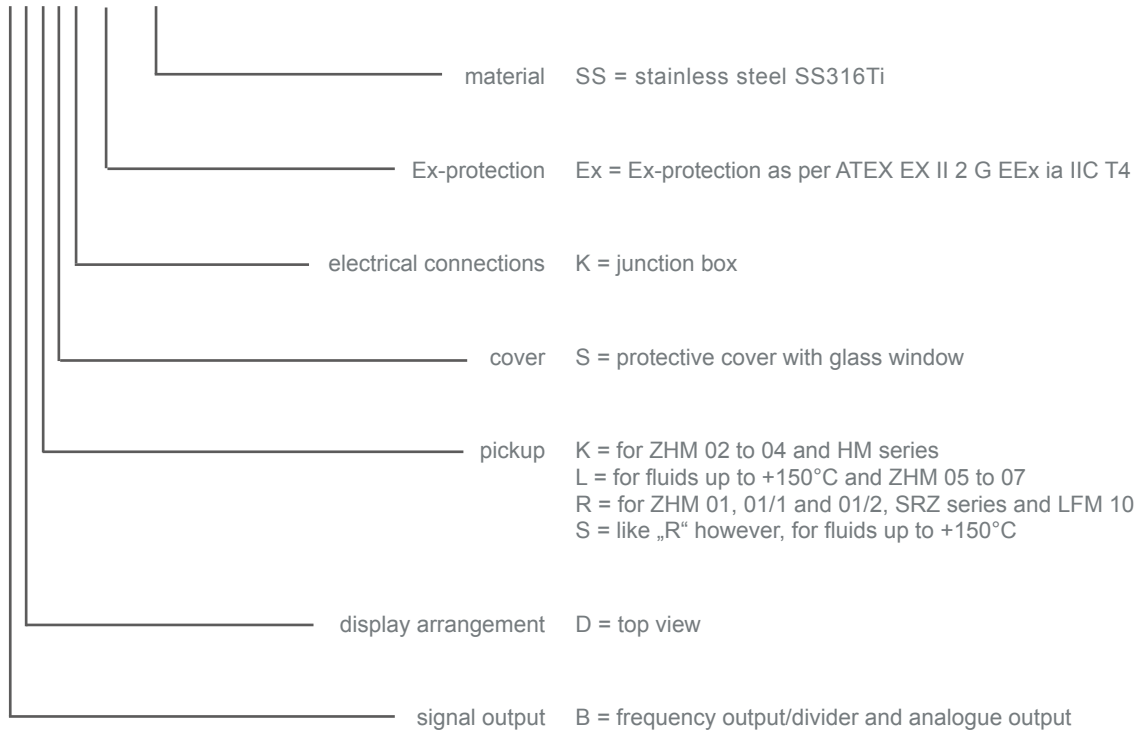 material SS = stainless steel SS316Ti
Ex-protection Ex = Ex-protection as per ATEX EX II 2 G EEx ia IIC T4
electrical connections K = junction box
cover S = protective cover with glass window
pickup K = for ZHM 02 to 04 and HM series
L = for fluids up to +150°C and ZHM 05 to 07
R = for ZHM 01, 01/1 and 01/2, SRZ series and LFM 10
S = like „R“ however, for fluids up to +150°C
display arrangement D = top view
signal output B = frequency output/divider and analogue output